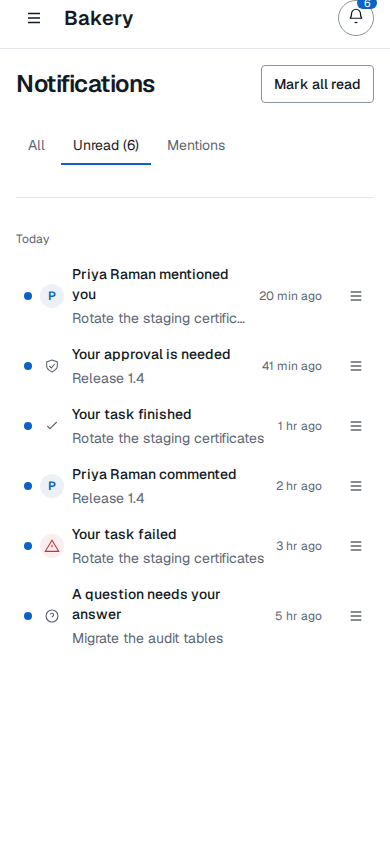 Bakery
6
Notifications
Mark all read
All
Unread (6)
Mentions
Today
P
Priya Raman mentioned
you
Rotate the staging certific…
20 min ago
Your approval is needed
Release 1.4
41 min ago
Your task finished
Rotate the staging certificates
1 hr ago
P
Priya Raman commented
Release 1.4
2 hr ago
Your task failed
Rotate the staging certificates
3 hr ago
A question needs your
answer
Migrate the audit tables
5 hr ago